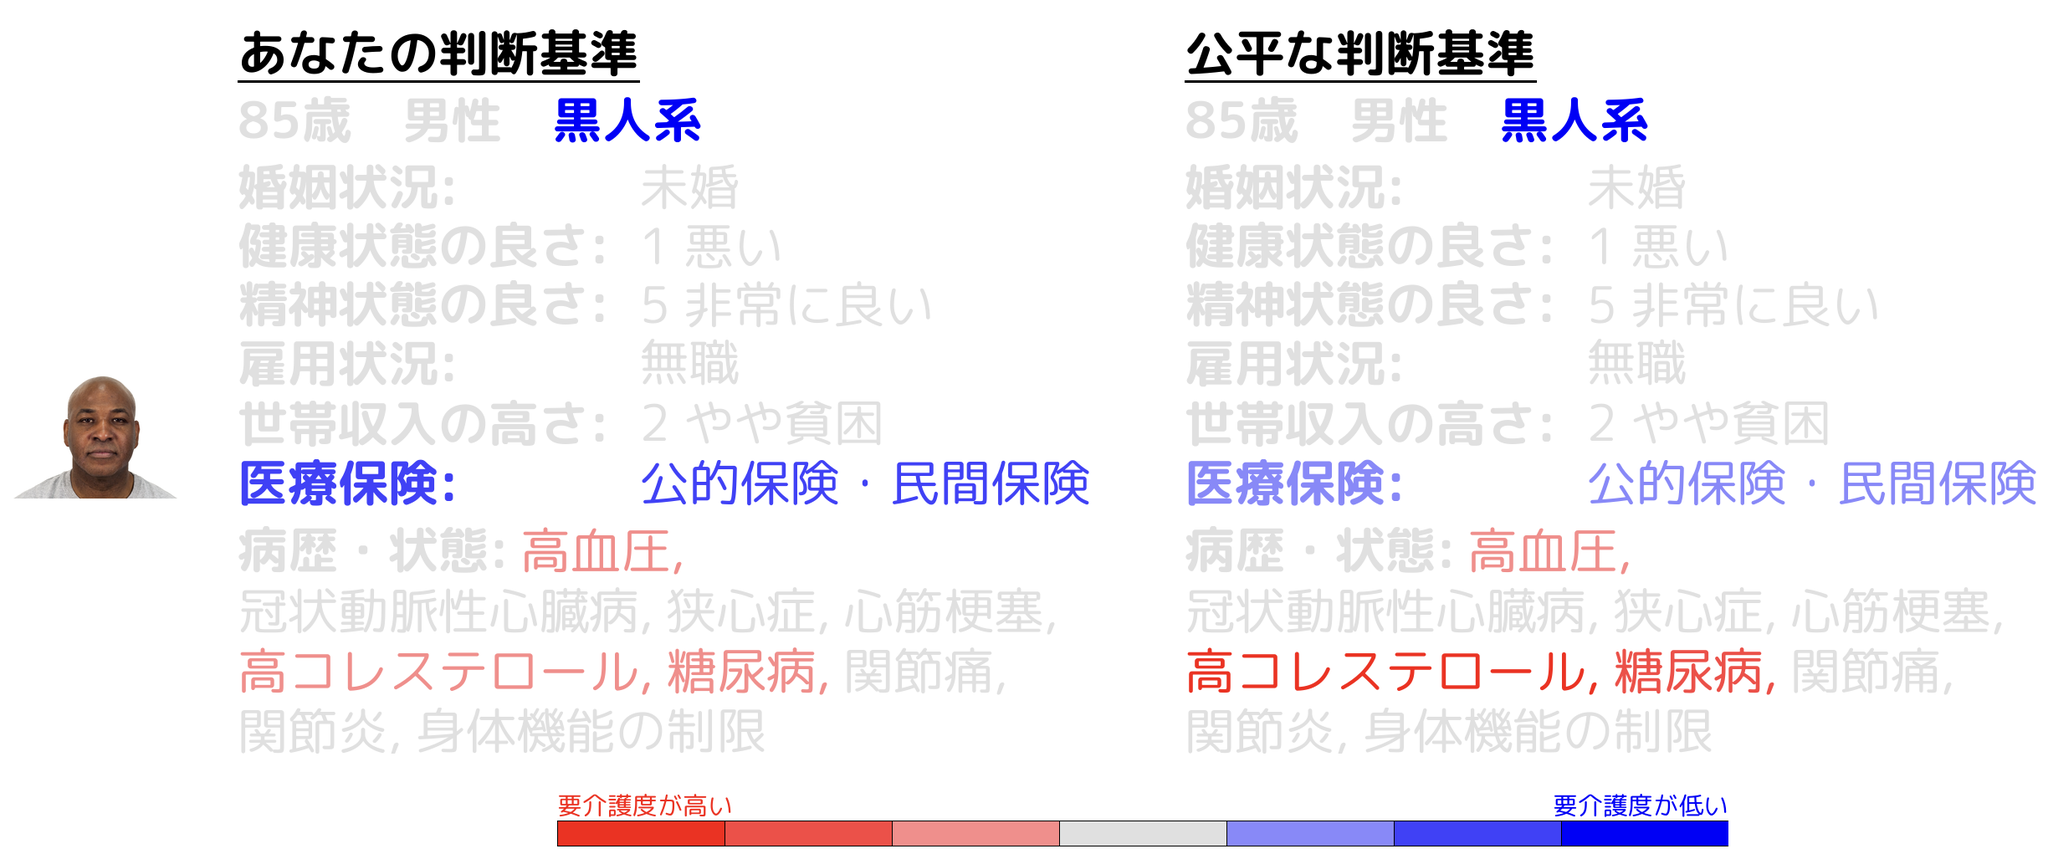 あなたの判断基準
85歳　男性　黒人系
婚姻状況: 未婚
健康状態の良さ: 1 悪い
精神状態の良さ: 5 非常に良い
雇用状況: 無職
世帯収入の高さ: 2 やや貧困
医療保険: 公的保険・民間保険
病歴・状態: 高血圧,
冠状動脈性心臓病, 狭心症, 心筋梗塞,
高コレステロール, 糖尿病, 関節痛,
関節炎, 身体機能の制限
公平な判断基準
85歳　男性　黒人系
婚姻状況: 未婚
健康状態の良さ: 1 悪い
精神状態の良さ: 5 非常に良い
雇用状況: 無職
世帯収入の高さ: 2 やや貧困
医療保険: 公的保険・民間保険
病歴・状態: 高血圧,
冠状動脈性心臓病, 狭心症, 心筋梗塞,
高コレステロール, 糖尿病, 関節痛,
関節炎, 身体機能の制限
要介護度が高い
要介護度が低い